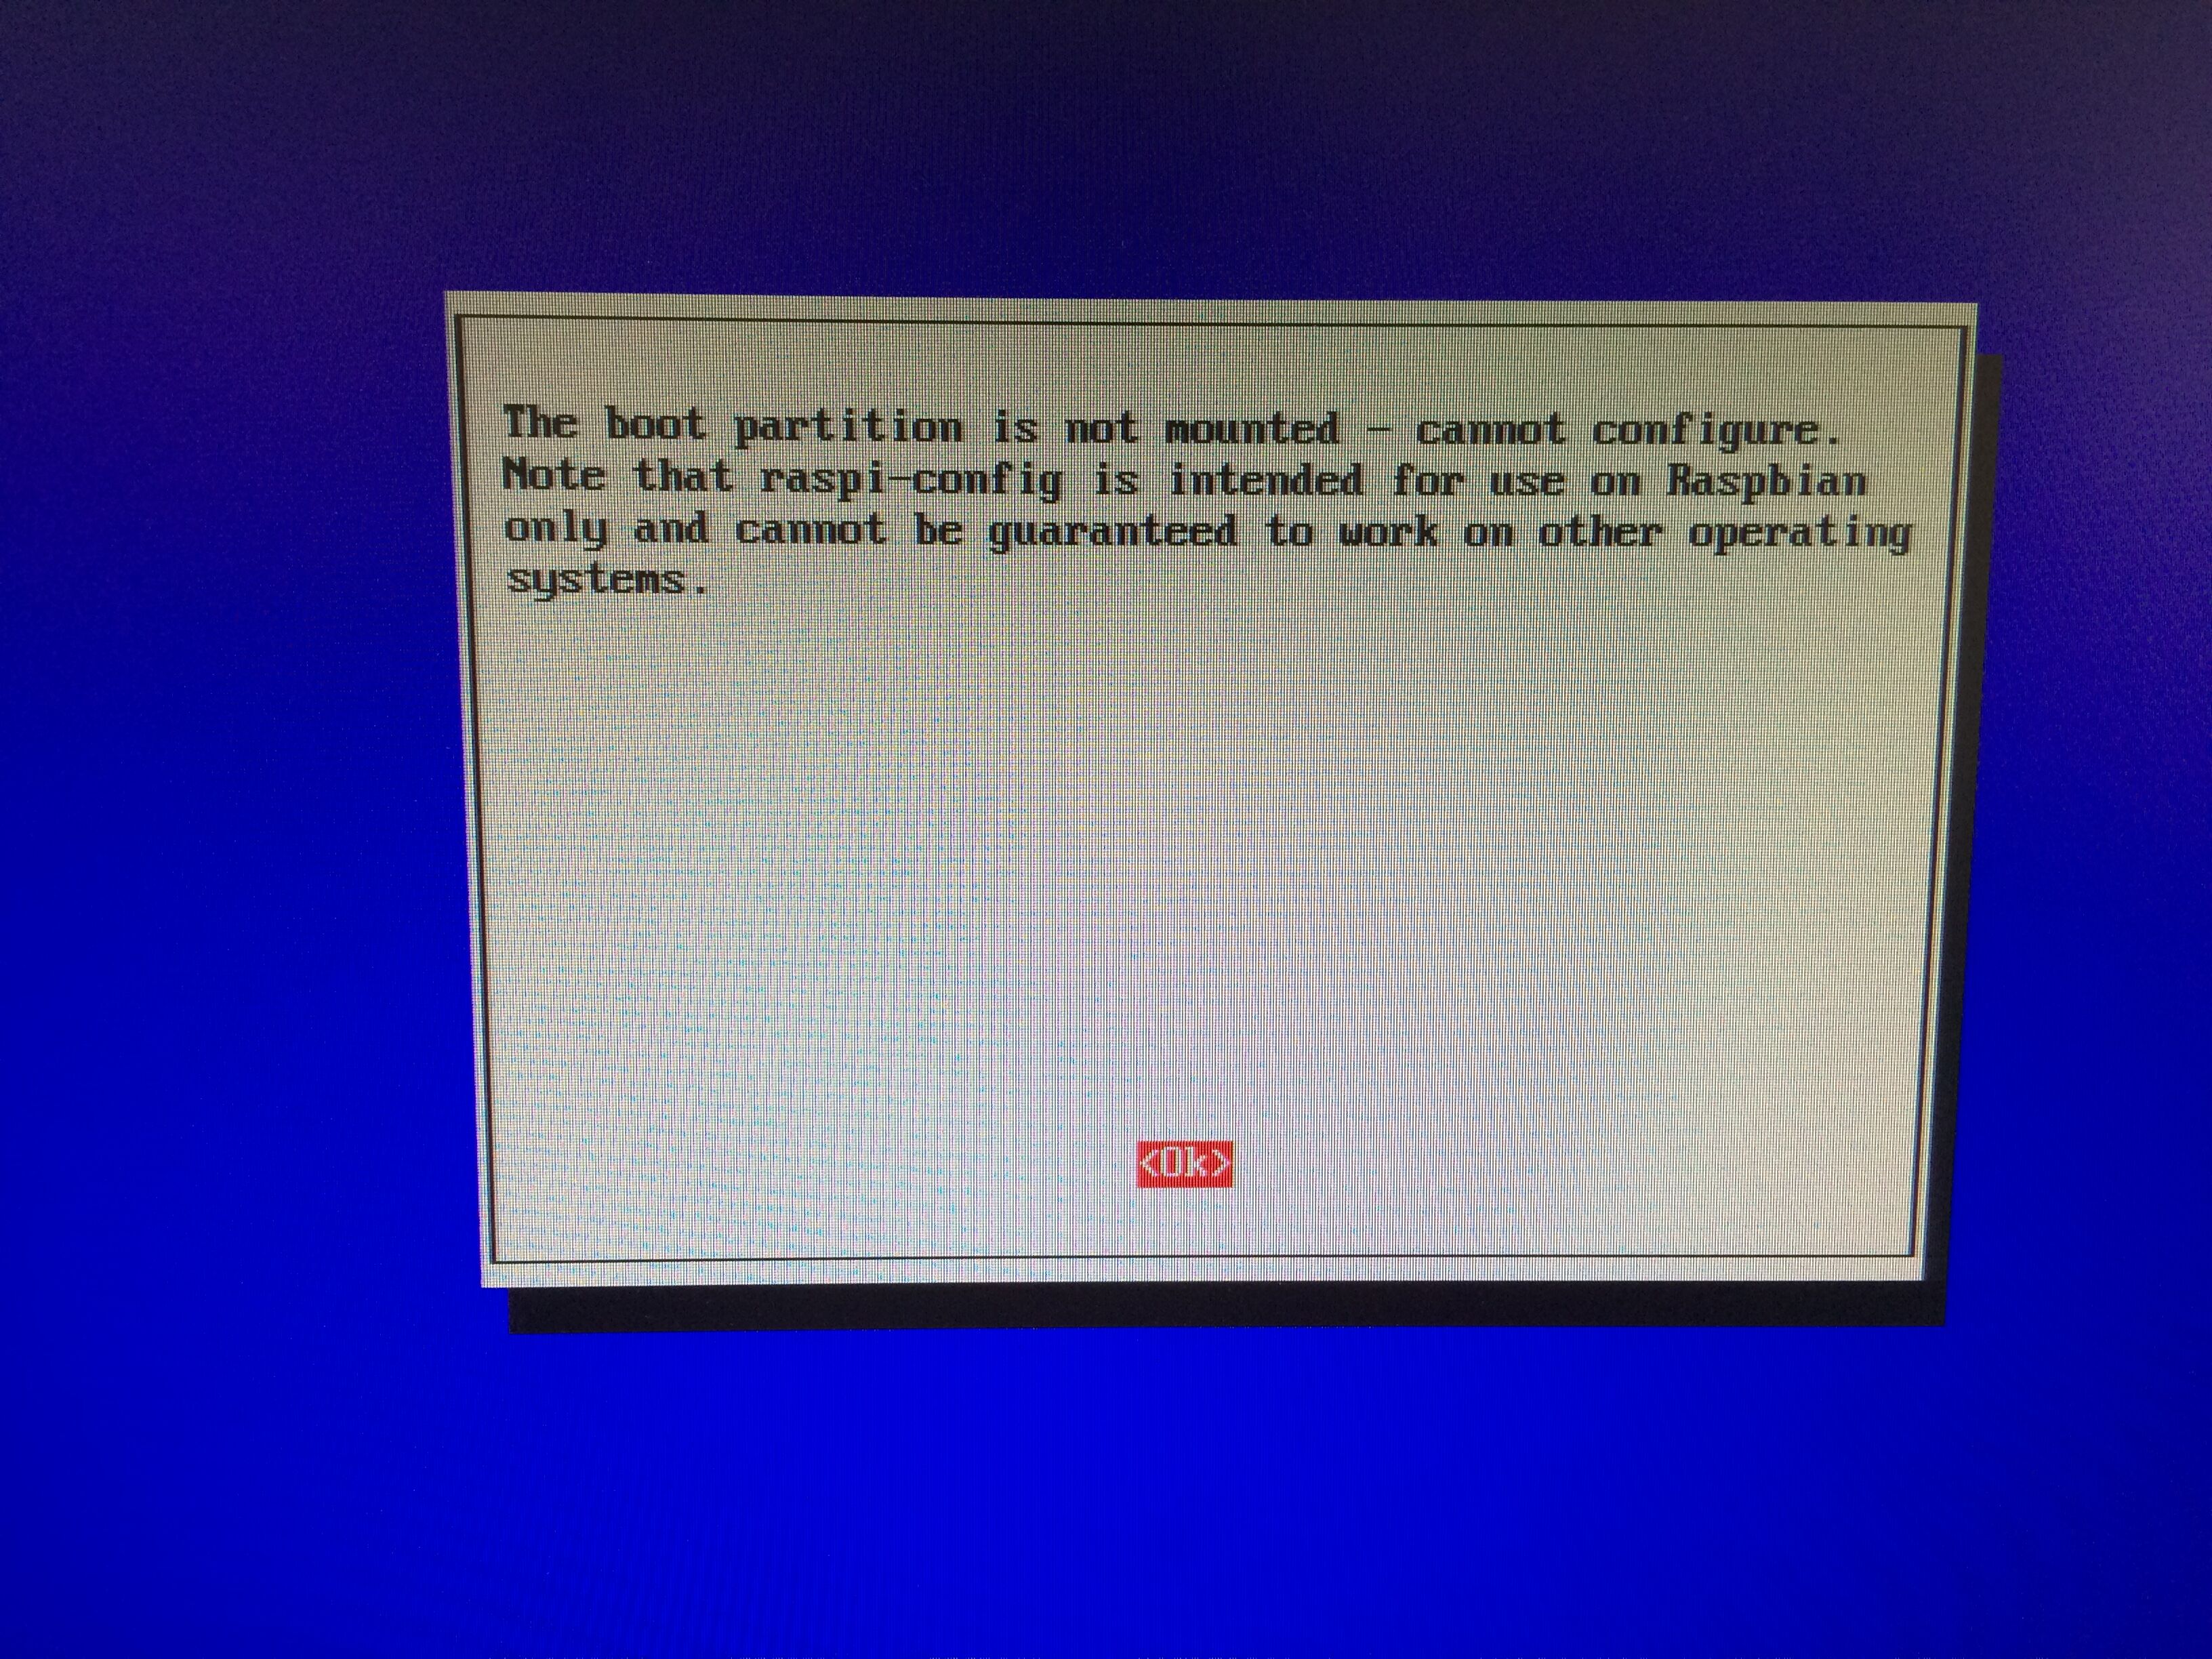 The boot partition is not mounted - cannot configure.
Note that raspi-config is intended for use on Raspbian
only and cannot be guaranteed to work on other operating
systems.
<Ok>